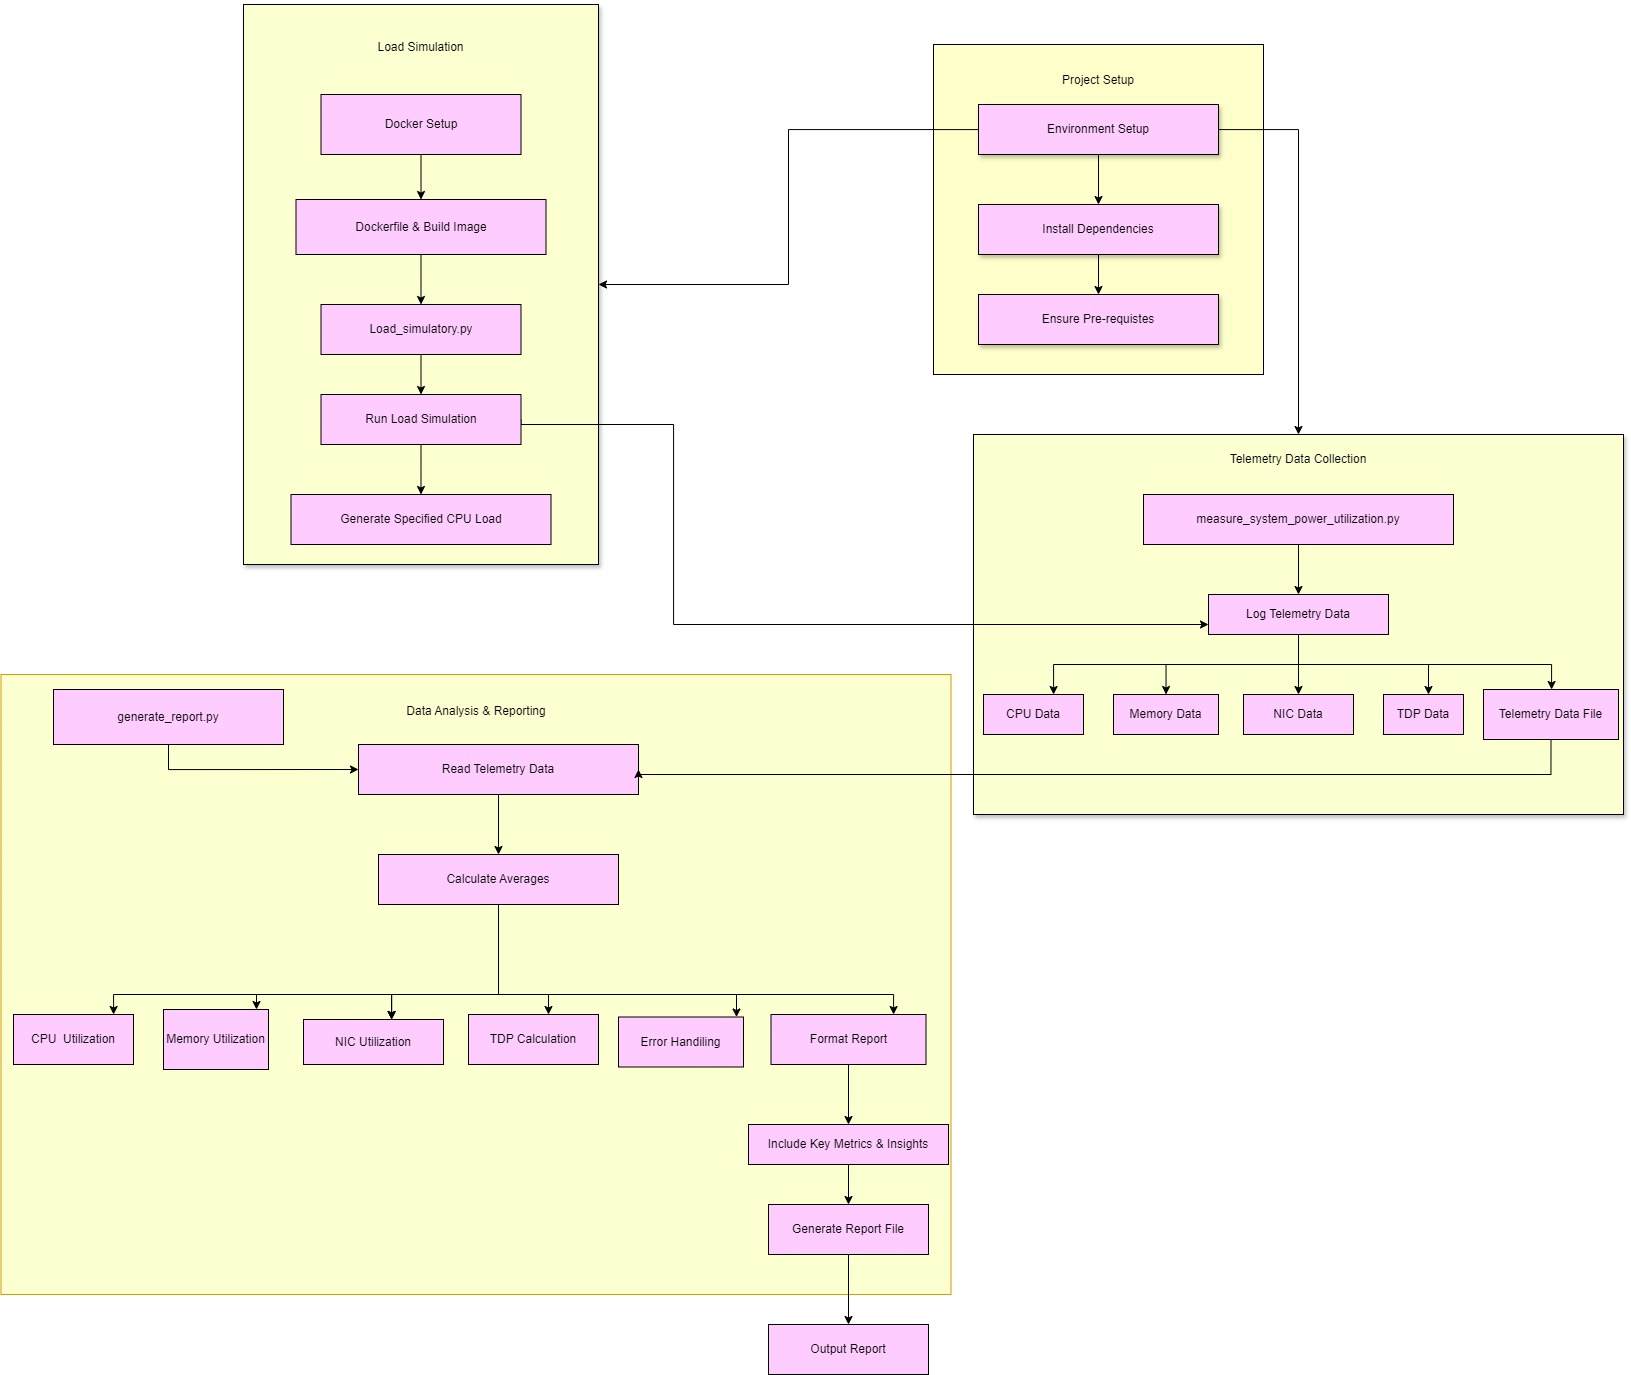 Load Simulation
Docker Setup
Dockerfile & Build Image
Load_simulatory.py
Run Load Simulation
Generate Specified CPU Load
Project Setup
Environment Setup
Install Dependencies
Ensure Pre-requistes
Telemetry Data Collection
measure_system_power_utilization.py
Log Telemetry Data
CPU Data
Memory Data
NIC Data
TDP Data
Telemetry Data File
Data Analysis & Reporting
generate_report.py
Read Telemetry Data
Calculate Averages
CPU  Utilization
Memory Utilization
NIC Utilization
TDP Calculation
Error Handiling
Format Report
Include Key Metrics & Insights
Generate Report File
Output Report